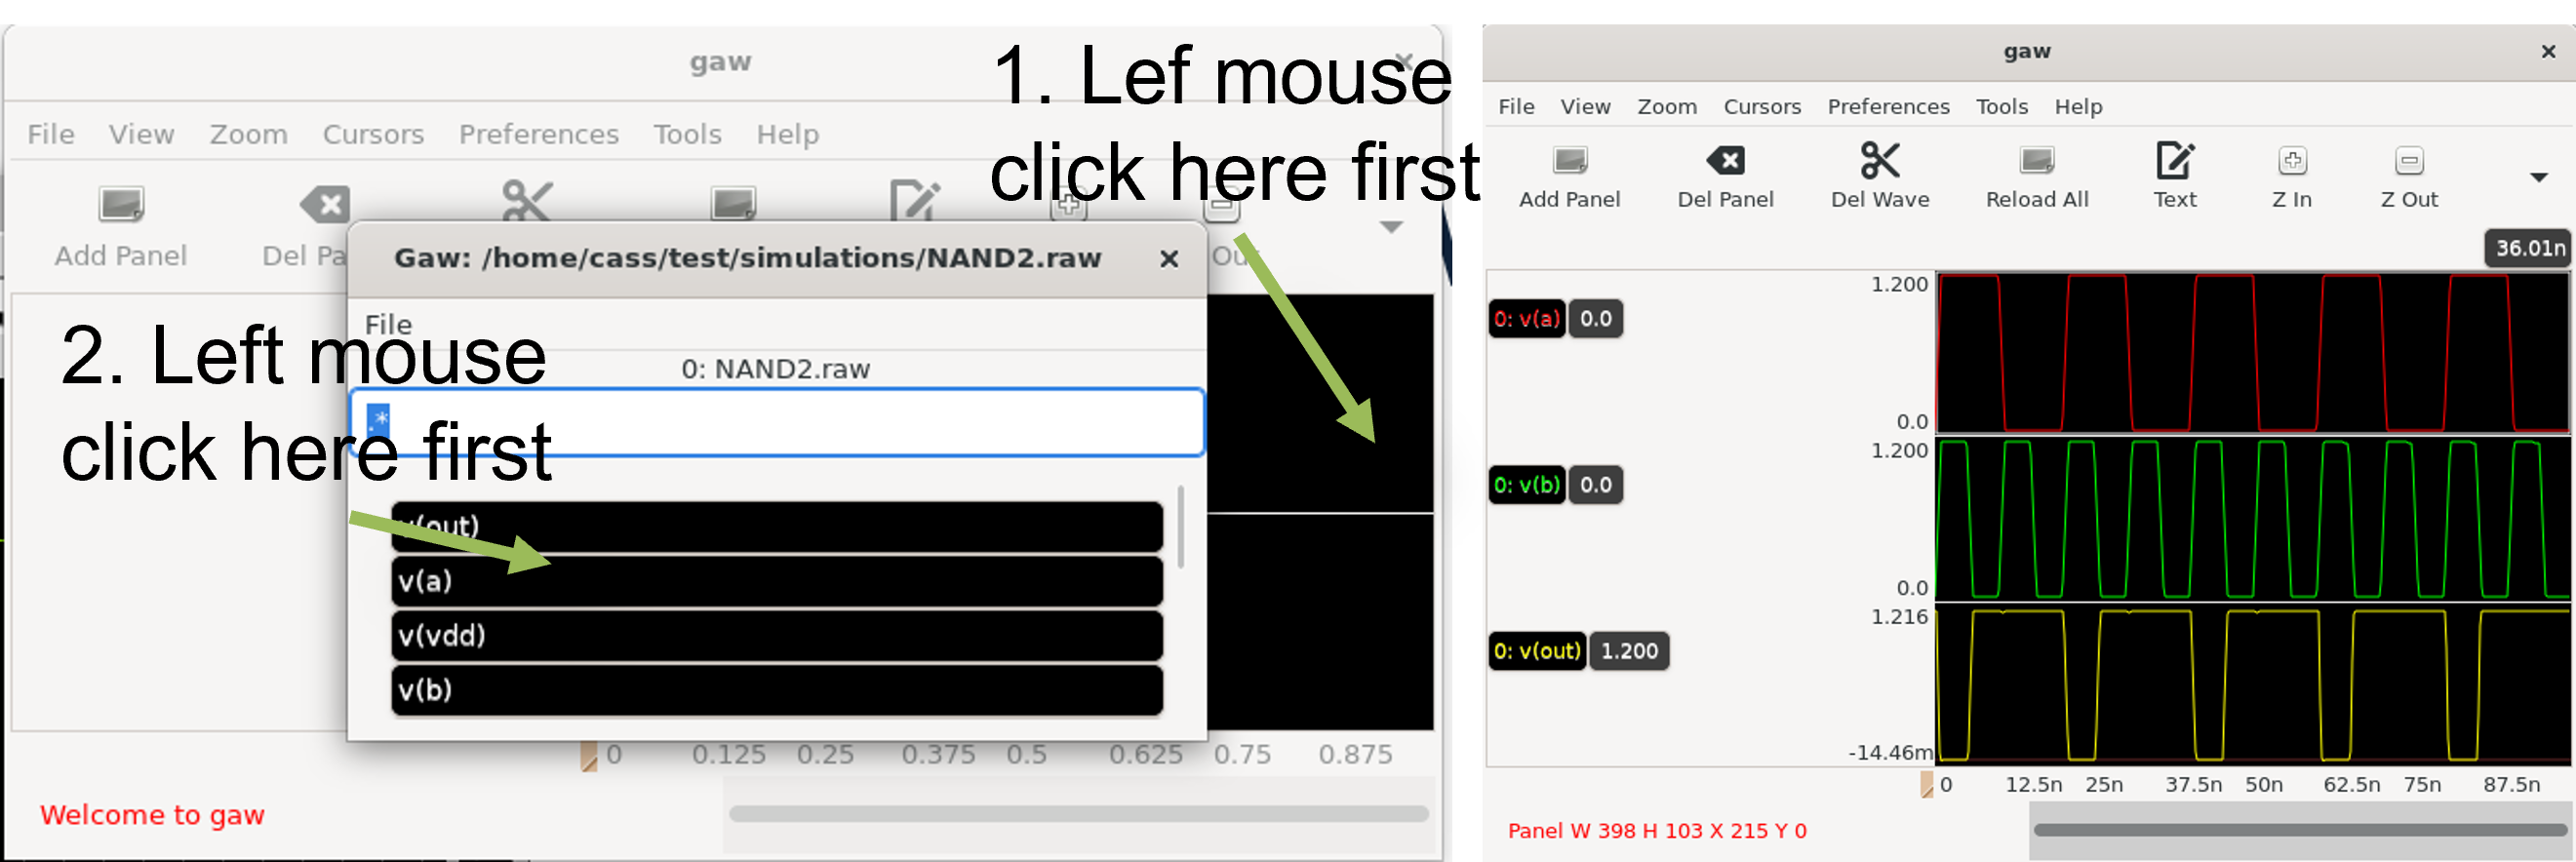 gaw
1. Lef mouse
click here first
File View Zoom Cursors Preferences Tools Help
Add Panel
Del Pa
Ou
Gaw: /home/cass/test/simulations/NAND2.raw
File
0: NAND2.raw
.*
2. Left mouse
click here first
v(out)
v(a)
v(vdd)
v(b)
0 0.125 0.25 0.375 0.5 0.625 0.75 0.875
Welcome to gaw
gaw
File View Zoom Cursors Preferences Tools Help
Add Panel Del Panel Del Wave Reload All Text Z In Z Out
36.01n
1.200
0: v(a) 0.0
0.0
1.200
0: v(b) 0.0
0.0
1.216
0: v(out) 1.200
-14.46m
0 12.5n 25n 37.5n 50n 62.5n 75n 87.5n
Panel W 398 H 103 X 215 Y 0